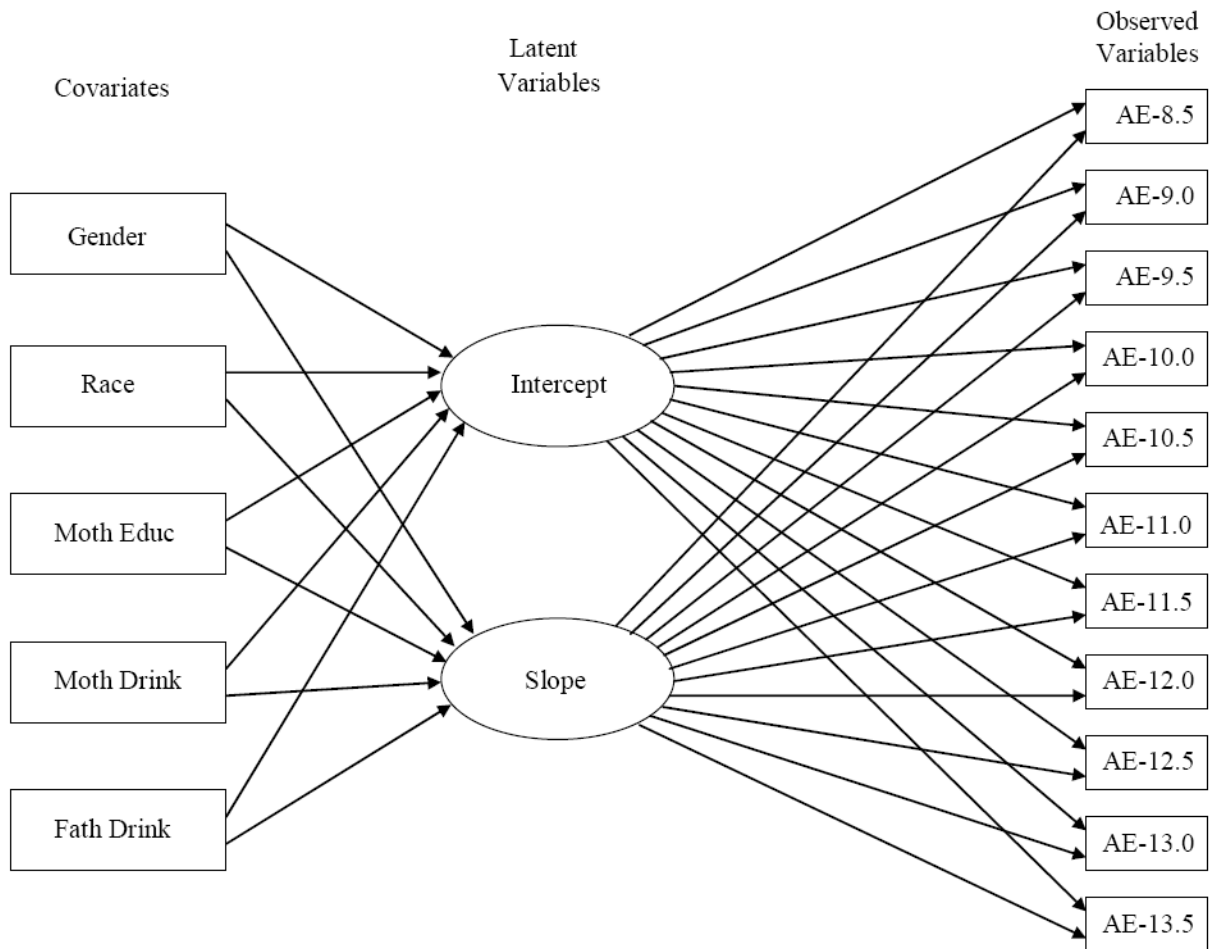 Covariates
Latent
Variables
Observed
Variables
Gender
Race
Moth Educ
Moth Drink
Fath Drink
Intercept
Slope
AE-8.5
AE-9.0
AE-9.5
AE-10.0
AE-10.5
AE-11.0
AE-11.5
AE-12.0
AE-12.5
AE-13.0
AE-13.5